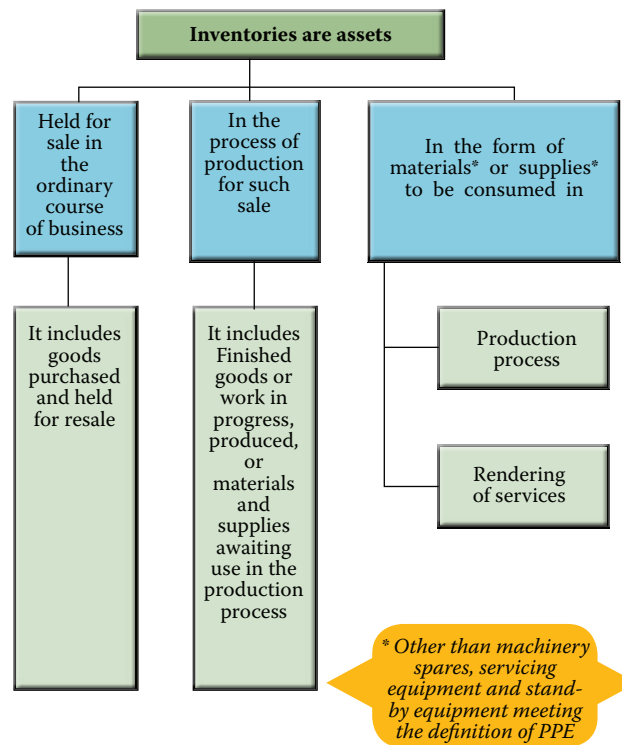 Inventories are assets
Held for
sale in
the
ordinary
course
of business
In the
process of
production
for such
sale
In the form of
materials* or supplies*
to be consumed in
It includes
goods
purchased
and held
for resale
It includes
Finished
goods or
work in
progress,
produced,
or
materials
and
supplies
awaiting
use in the
production
process
Production
process
Rendering
of services
* Other than machinery
spares, servicing
equipment and stand-
by equipment meeting
the definition of PPE